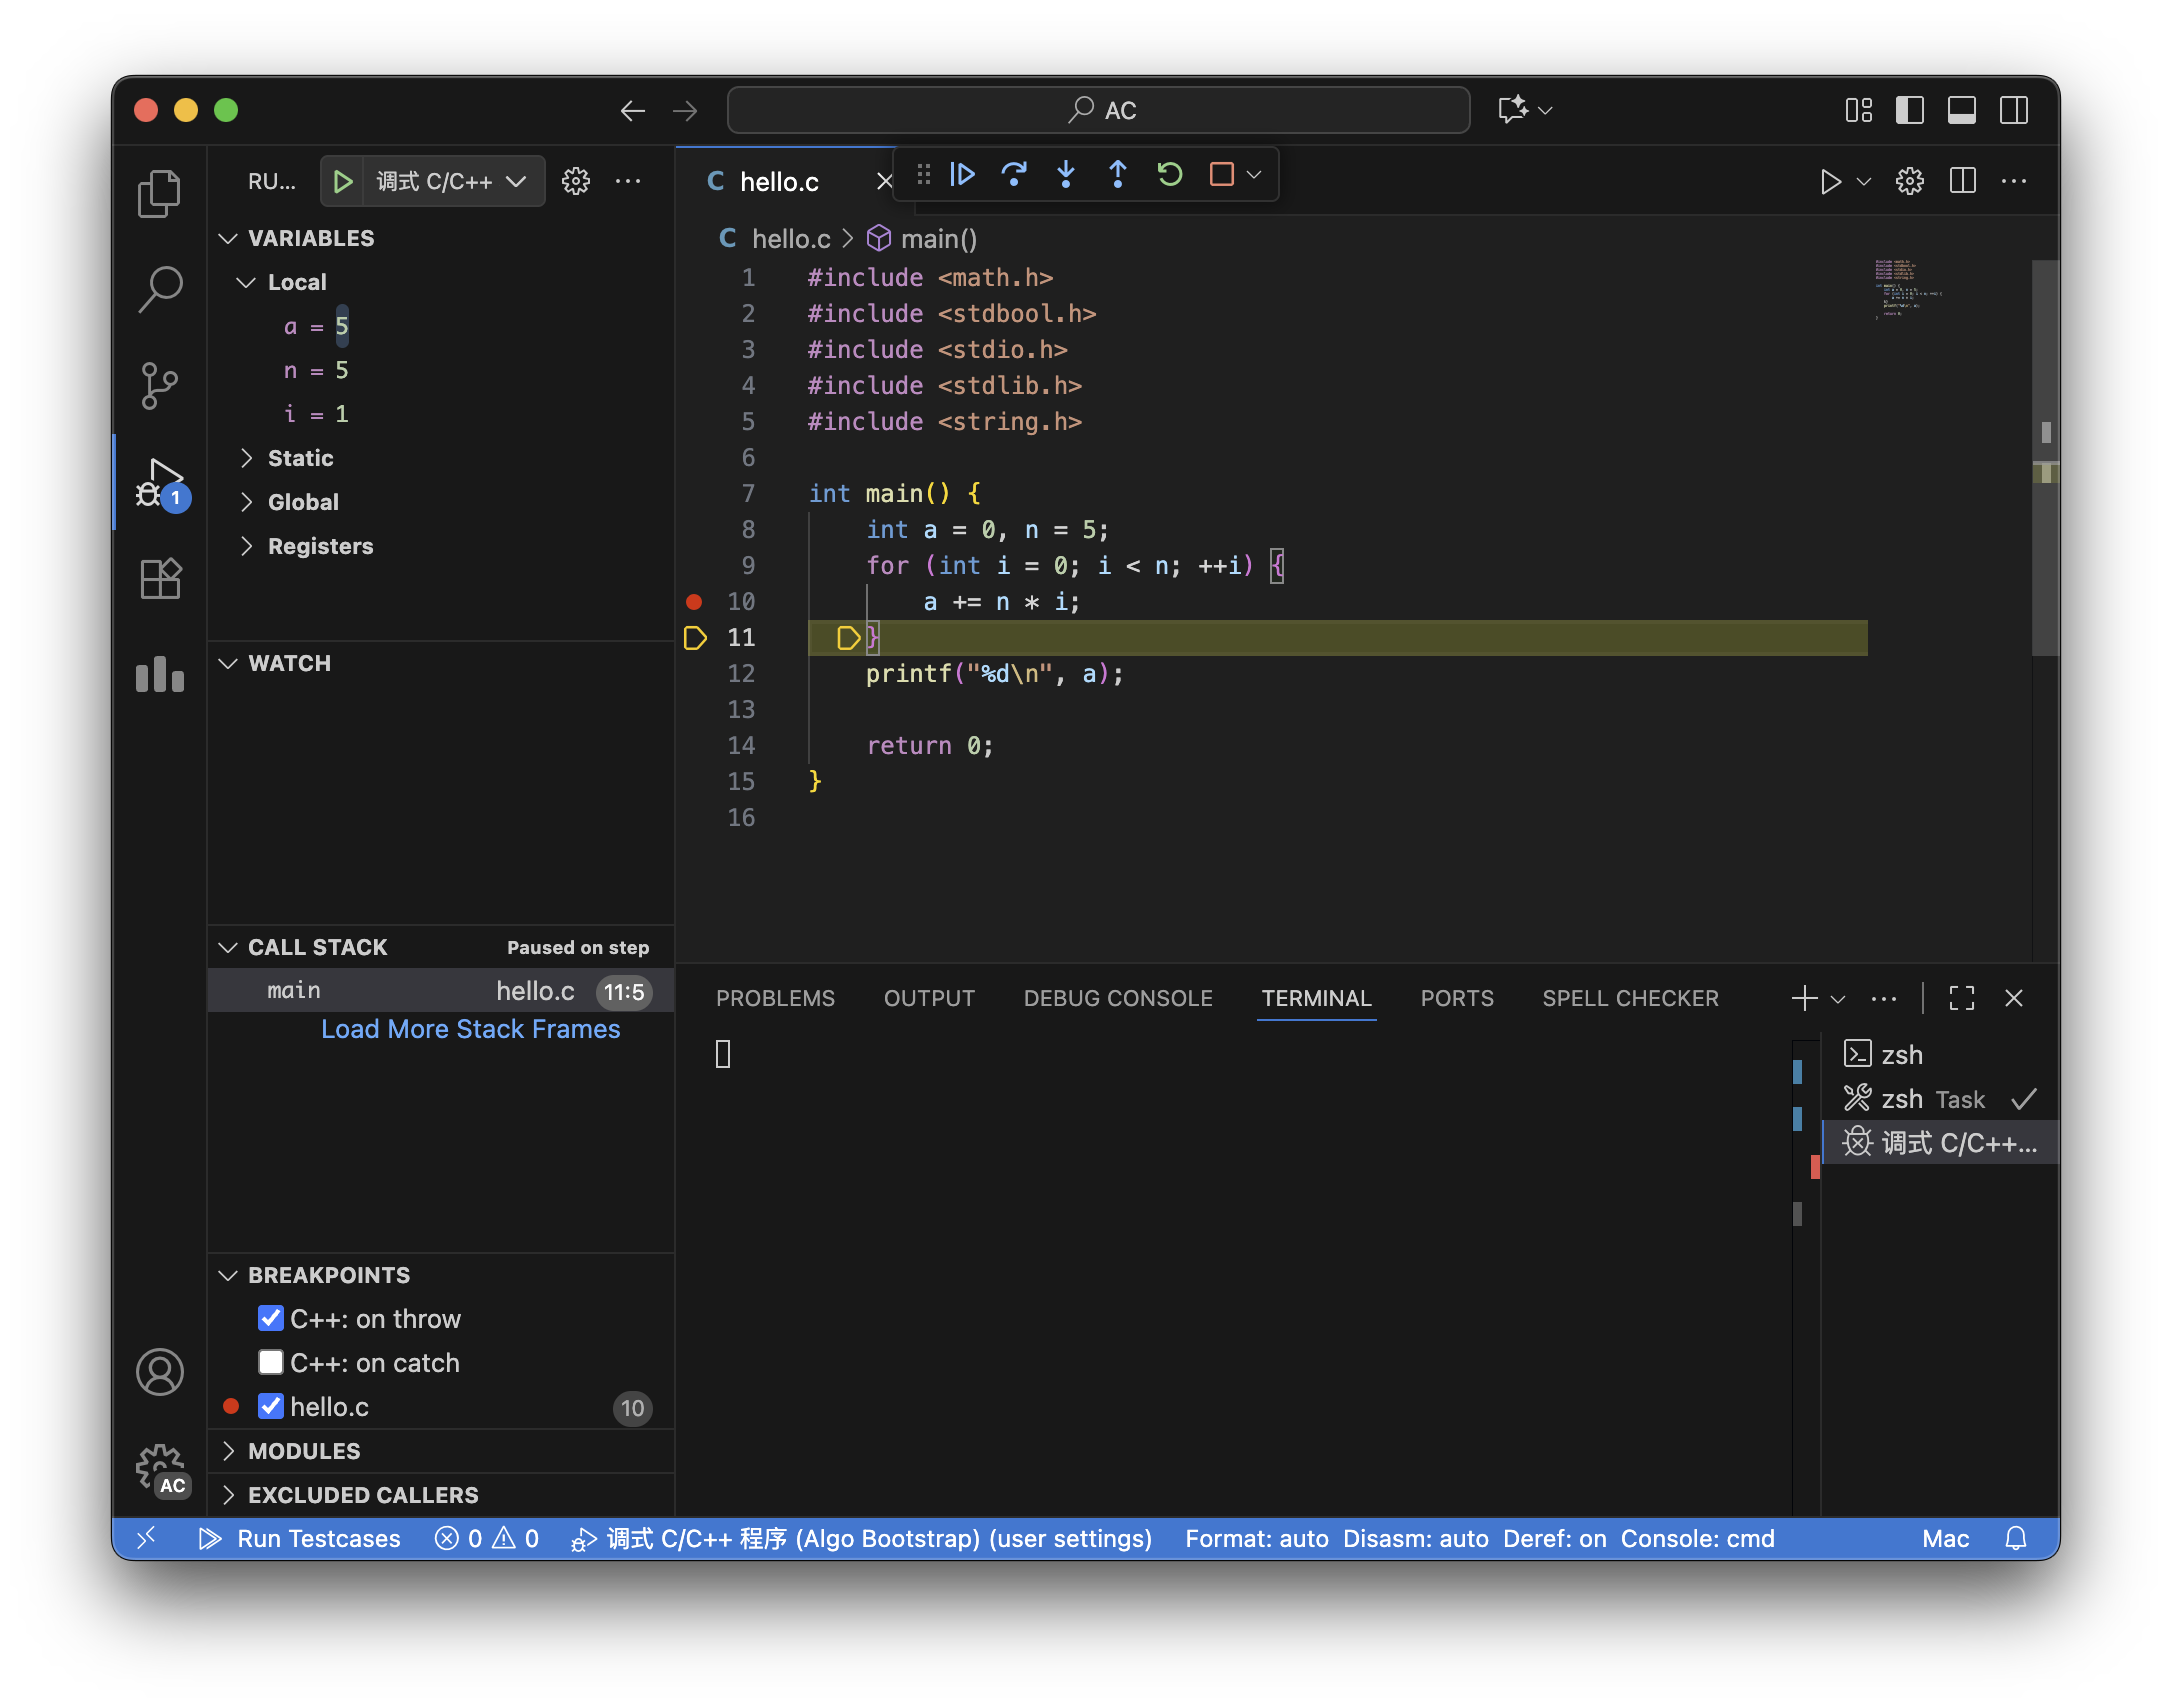 AC
RU...
调式 C/C++
VARIABLES
Local
a = 5
n = 5
i = 1
Static
Global
Registers
1
WATCH
CALL STACK
Paused on step
main
hello.c
11:5
Load More Stack Frames
BREAKPOINTS
C++: on throw
C++: on catch
hello.c
10
MODULES
EXCLUDED CALLERS
AC
C hello.c
C hello.c > main()
1 #include <math.h>
2 #include <stdbool.h>
3 #include <stdio.h>
4 #include <stdlib.h>
5 #include <string.h>
6
7 int main() {
8 int a = 0, n = 5;
9 for (int i = 0; i < n; ++i) {
10 a += n * i;
11 }
12 printf("%d\n", a);
13
14 return 0;
15 }
16
PROBLEMS OUTPUT DEBUG CONSOLE TERMINAL PORTS SPELL CHECKER
zsh
zsh Task
调式 C/C++...
Run Testcases 0 0 调式 C/C++ 程序 (Algo Bootstrap) (user settings) Format: auto Disasm: auto Deref: on Console: cmd Mac